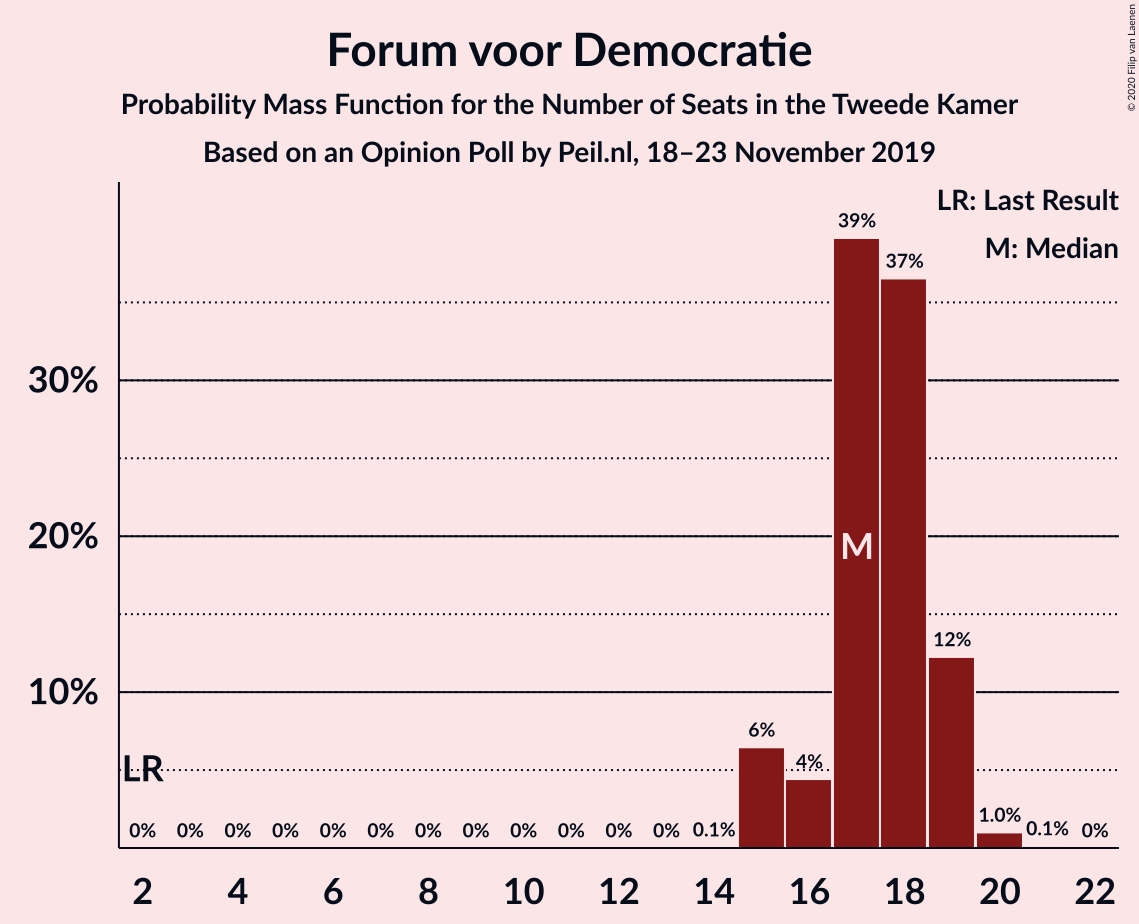 Forum voor Democratie
Probability Mass Function for the Number of Seats in the Tweede Kamer
Based on an Opinion Poll by Peil.nl, 18–23 November 2019
© 2020 Filip van Laenen
LR: Last Result
M: Median
39%
37%
30%
20%
M
12%
10%
6%
4%
LR
0% 0% 0% 0% 0% 0% 0% 0% 0% 0% 0% 0% 0.1% 1.0% 0.1% 0%
2 4 6 8 10 12 14 16 18 20 22